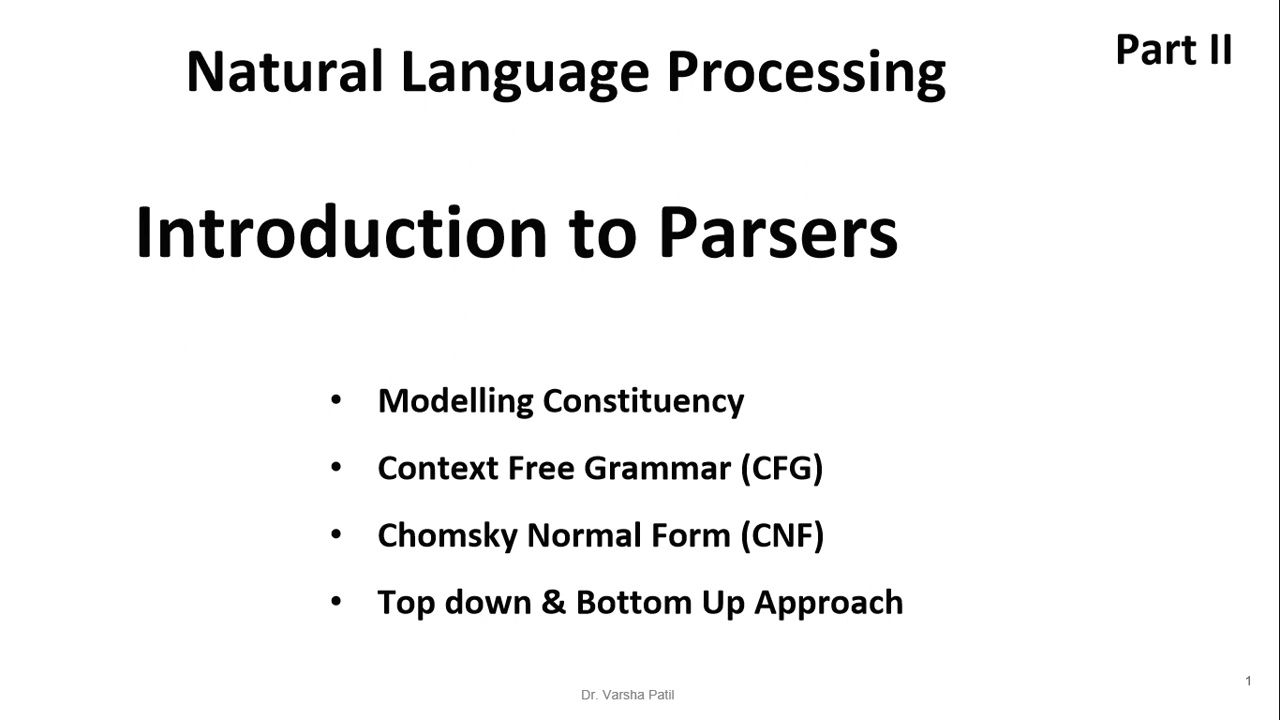 Part II
Natural Language Processing
Introduction to Parsers
• Modelling Constituency
• Context Free Grammar (CFG)
• Chomsky Normal Form (CNF)
• Top down & Bottom Up Approach
Dr. Varsha Patil
1